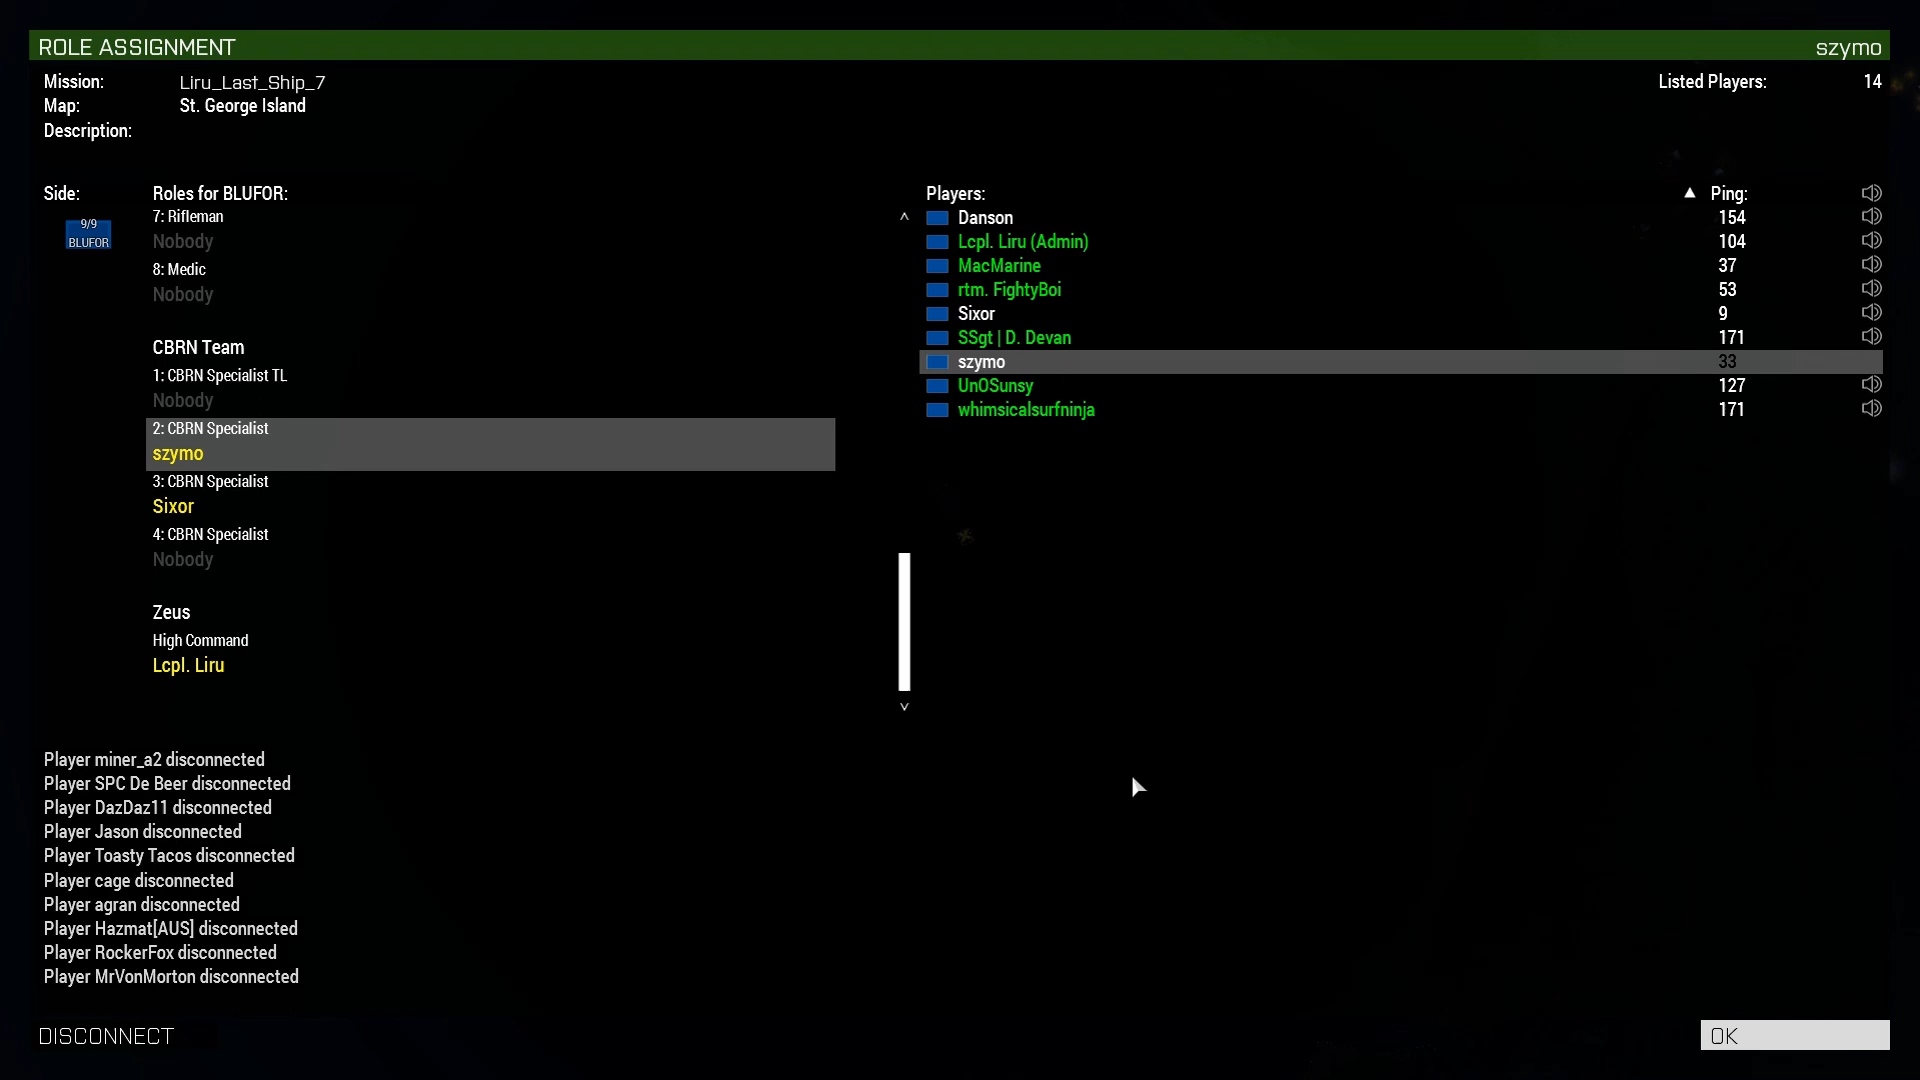 ROLE ASSIGNMENT szymo
Mission: Liru_Last_Ship_7 Listed Players: 14
Map: St. George Island
Description:
Side: Roles for BLUFOR:
9/9
BLUFOR
7: Rifleman
Nobody
8: Medic
Nobody
CBRN Team
1: CBRN Specialist TL
Nobody
2: CBRN Specialist
szymo
3: CBRN Specialist
Sixor
4: CBRN Specialist
Nobody
Zeus
High Command
Lcpl. Liru
Players: Ping:
Danson 154
Lcpl. Liru (Admin) 104
MacMarine 37
rtm. FightyBoi 53
Sixor 9
SSgt | D. Devan 171
szymo 33
UnOSunsy 127
whimsicalsurfninja 171
Player miner_a2 disconnected
Player SPC De Beer disconnected
Player DazDaz11 disconnected
Player Jason disconnected
Player Toasty Tacos disconnected
Player cage disconnected
Player agran disconnected
Player Hazmat[AUS] disconnected
Player RockerFox disconnected
Player MrVonMorton disconnected
DISCONNECT OK